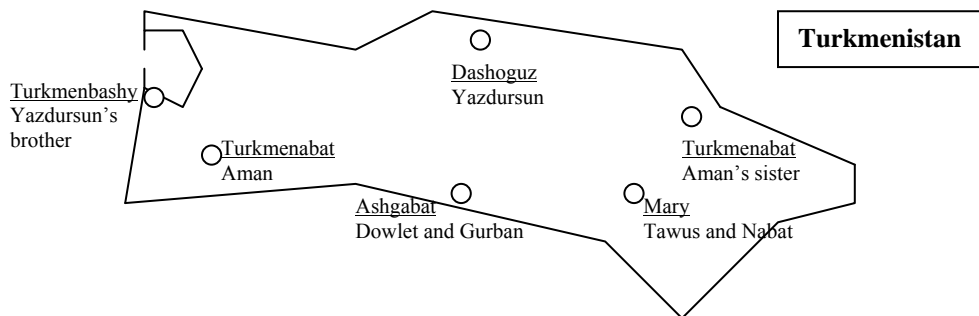 Turkmenistan
Dashoguz
Yazdursun
Turkmenbashy
Yazdursun's
brother
Turkmenabat
Aman
Turkmenabat
Aman's sister
Ashgabat
Dowlet and Gurban
Mary
Tawus and Nabat